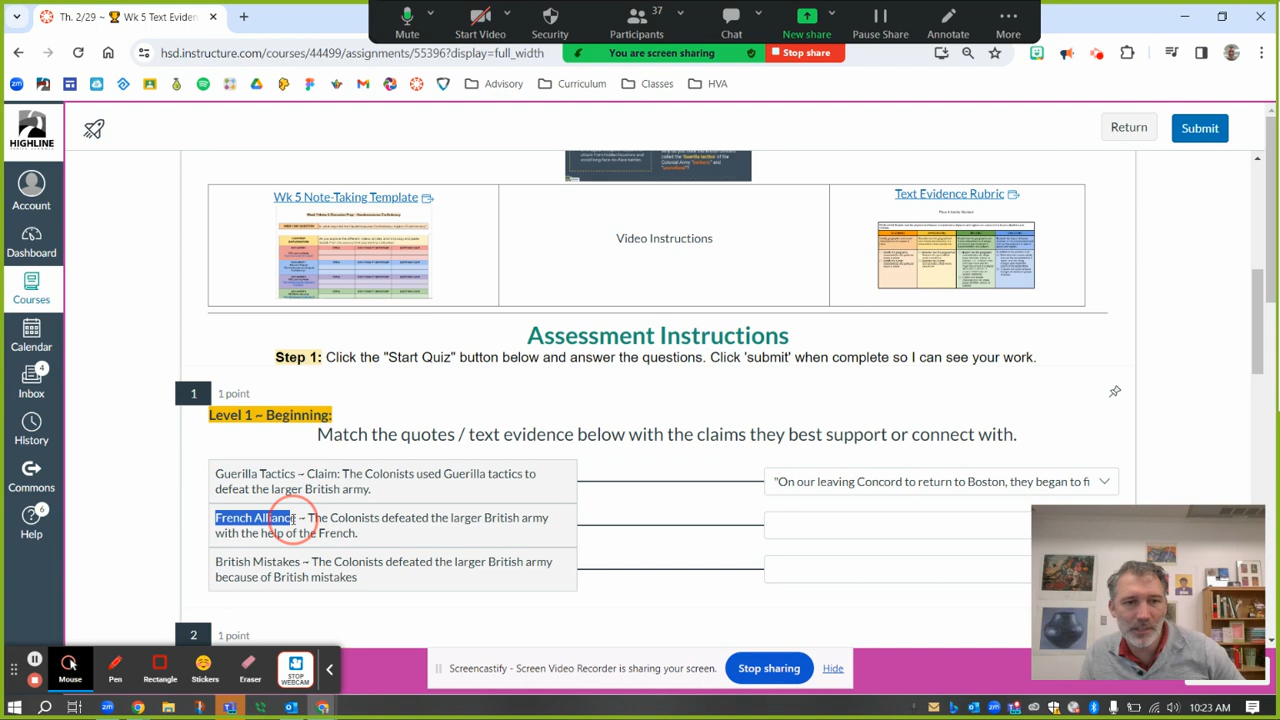 Th. 2/29 ~ 🏆 Wk 5 Text Eviden
Mute
Start Video
Security
37
Participants
Chat
New share
Pause Share
Annotate
More
hsd.instructure.com/courses/44499/assignments/55396?display=full_width
You are screen sharing
Stop share
Advisory
Curriculum
Classes
HVA
HIGHLINE
Account
Dashboard
Courses
Calendar
4
Inbox
History
Commons
6
Help
Return
Submit
Wk 5 Note-Taking Template
Video Instructions
Text Evidence Rubric
Assessment Instructions
Step 1: Click the "Start Quiz" button below and answer the questions. Click 'submit' when complete so I can see your work.
1
1 point
Level 1 ~ Beginning:
Match the quotes / text evidence below with the claims they best support or connect with.
Guerilla Tactics ~ Claim: The Colonists used Guerilla tactics to
defeat the larger British army.
"On our leaving Concord to return to Boston, they began to fi
French Alliance ~ The Colonists defeated the larger British army
with the help of the French.
British Mistakes ~ The Colonists defeated the larger British army
because of British mistakes
2
1 point
Mouse
Pen
Rectangle
Stickers
Eraser
STOP
WEBCAM
Screencastify - Screen Video Recorder is sharing your screen.
Stop sharing
Hide
10:23 AM